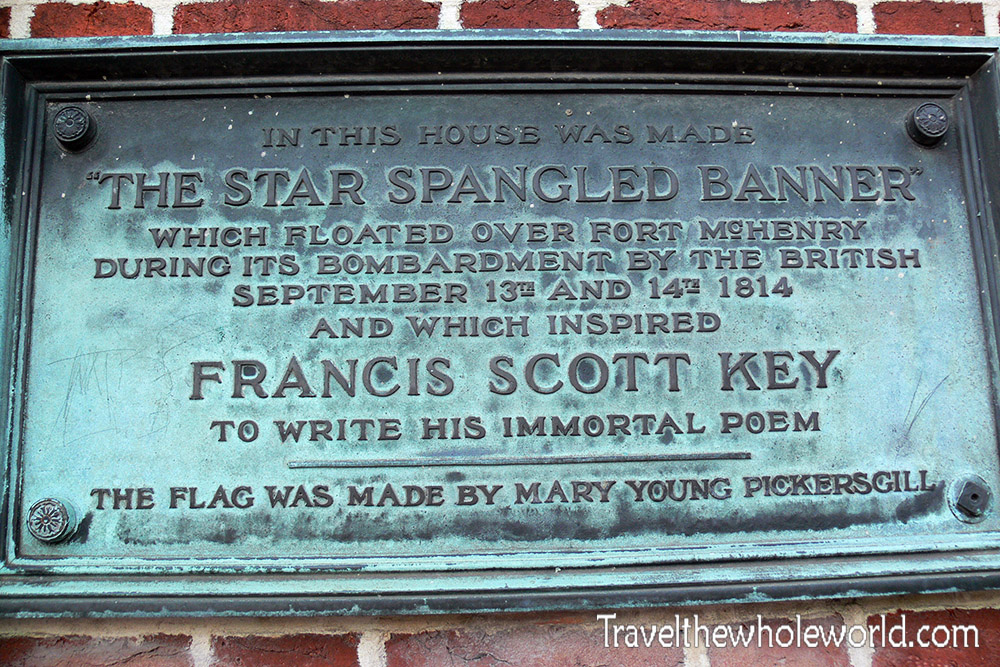 IN THIS HOUSE WAS MADE
"THE STAR SPANGLED BANNER"
WHICH FLOATED OVER FORT McHENRY
DURING ITS BOMBARDMENT BY THE BRITISH
SEPTEMBER 13TH AND 14TH 1814
AND WHICH INSPIRED
FRANCIS SCOTT KEY
TO WRITE HIS IMMORTAL POEM
THE FLAG WAS MADE BY MARY YOUNG PICKERSGILL
Travelthewholeworld.com